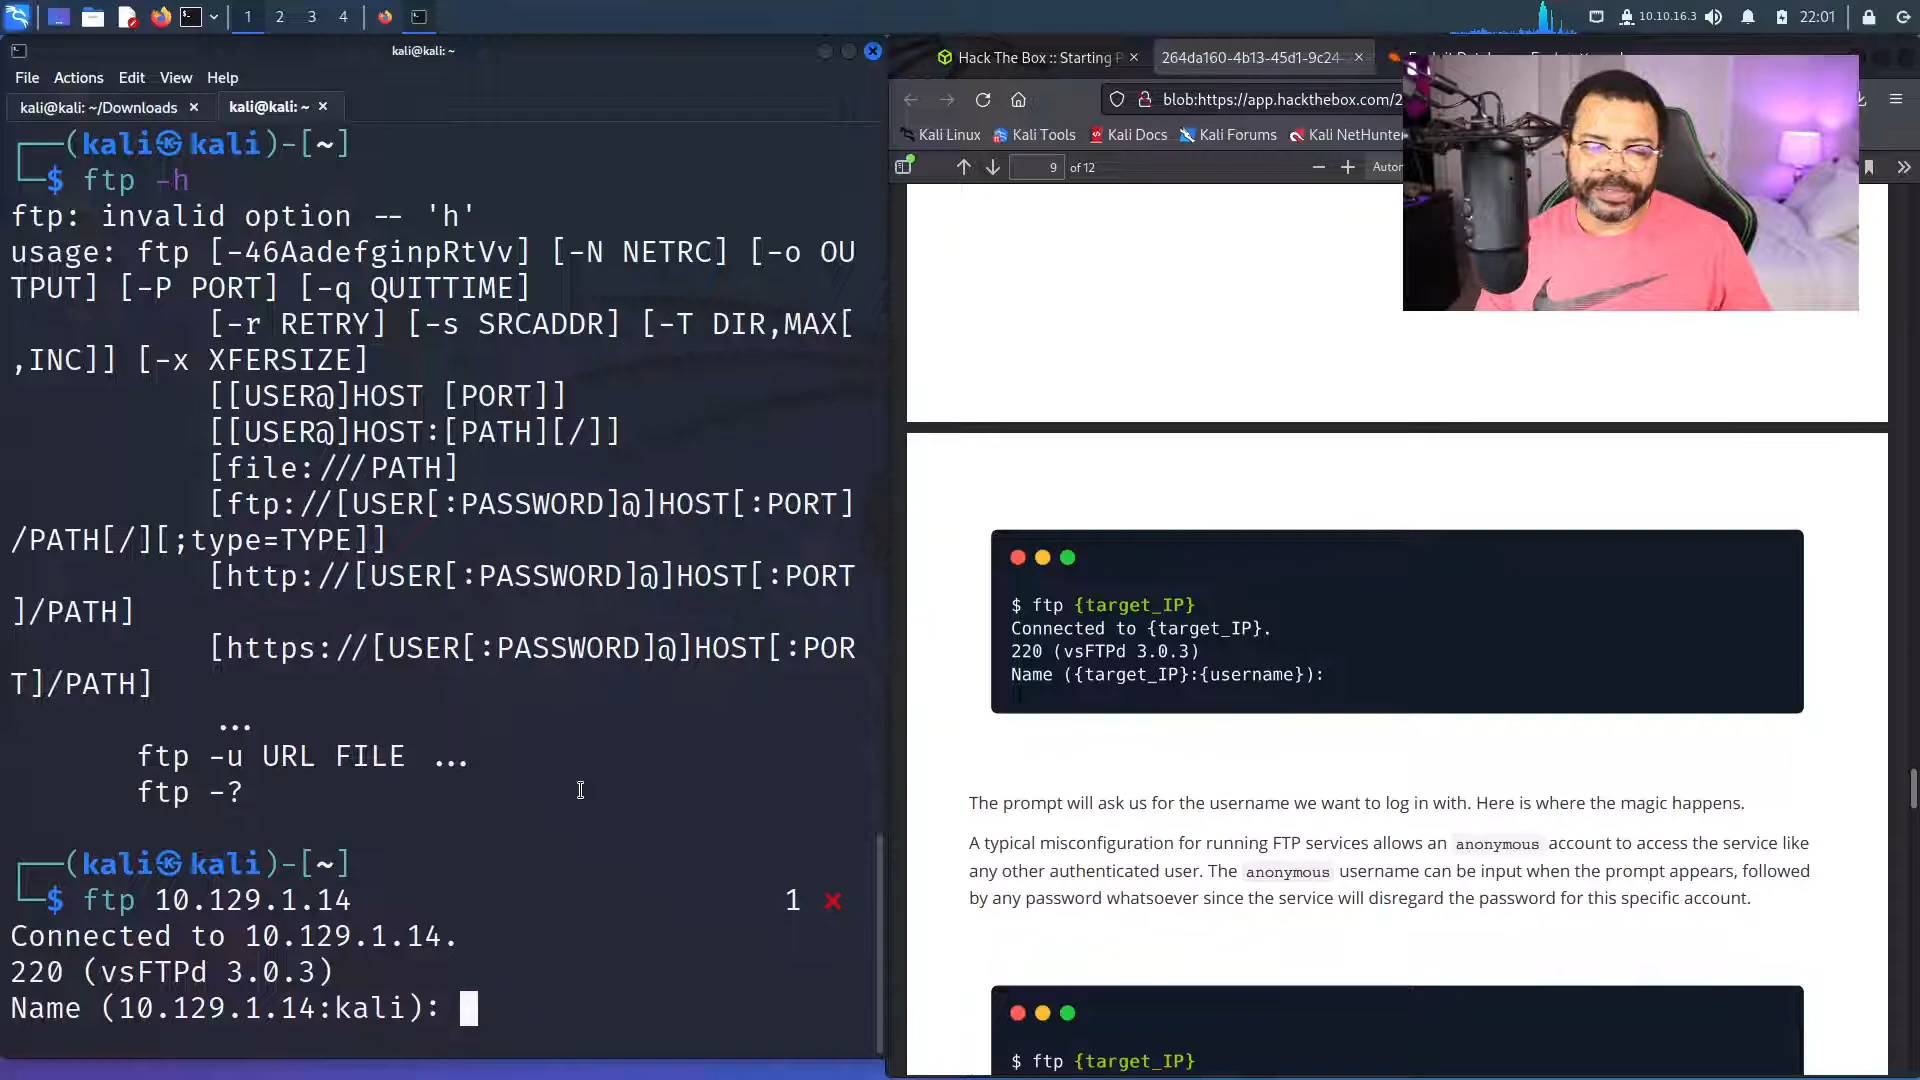 1 2 3 4
10.10.16.3
22:01
kali@kali: ~
File Actions Edit View Help
kali@kali: ~/Downloads
kali@kali: ~
┌──(kali㉿kali)-[~]
└─$ ftp -h
ftp: invalid option -- 'h'
usage: ftp [-46AadefginpRtVv] [-N NETRC] [-o OU
TPUT] [-P PORT] [-q QUITTIME]
[-r RETRY] [-s SRCADDR] [-T DIR,MAX[
,INC]] [-x XFERSIZE]
[[USER@]HOST [PORT]]
[[USER@]HOST:[PATH][/]]
[file:///PATH]
[ftp://[USER[:PASSWORD]@]HOST[:PORT]
/PATH[/][;type=TYPE]]
[http://[USER[:PASSWORD]@]HOST[:PORT
]/PATH]
[https://[USER[:PASSWORD]@]HOST[:POR
T]/PATH]
...
ftp -u URL FILE ...
ftp -?
┌──(kali㉿kali)-[~]
└─$ ftp 10.129.1.14 1 ✗
Connected to 10.129.1.14.
220 (vsFTPd 3.0.3)
Name (10.129.1.14:kali):
Hack The Box :: Starting P
264da160-4b13-45d1-9c24
blob:https://app.hackthebox.com/2
Kali Linux Kali Tools Kali Docs Kali Forums Kali NetHunter
9 of 12
Auto
$ ftp {target_IP}
Connected to {target_IP}.
220 (vsFTPd 3.0.3)
Name ({target_IP}:{username}):
The prompt will ask us for the username we want to log in with. Here is where the magic happens.
A typical misconfiguration for running FTP services allows an anonymous account to access the service like
any other authenticated user. The anonymous username can be input when the prompt appears, followed
by any password whatsoever since the service will disregard the password for this specific account.
$ ftp {target_IP}